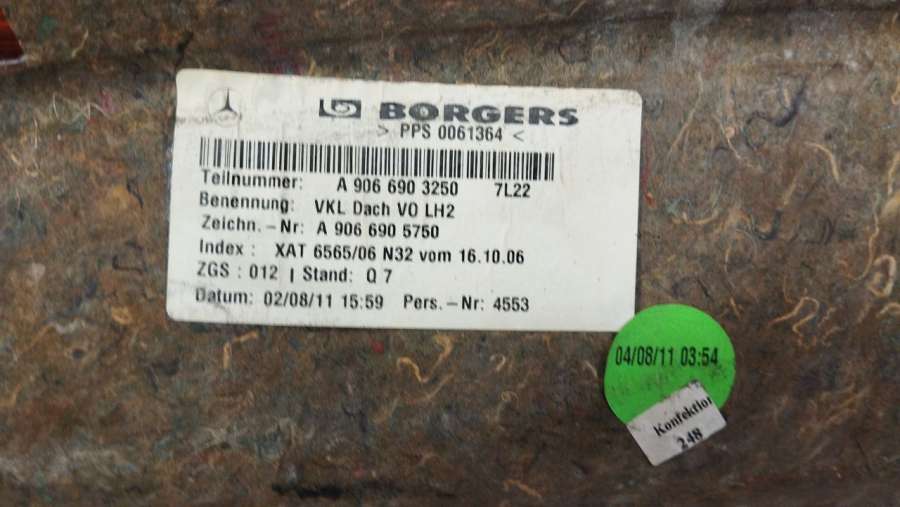 BORGERS
> PPS 0061364 <
Teilnummer: A 906 690 3250 7L22
Benennung: VKL Dach VO LH2
Zeichn.-Nr: A 906 690 5750
Index : XAT 6565/06 N32 vom 16.10.06
ZGS : 012 | Stand: Q 7
Datum: 02/08/11 15:59 Pers.-Nr: 4553
04/08/11 03:54
Konfektion
248